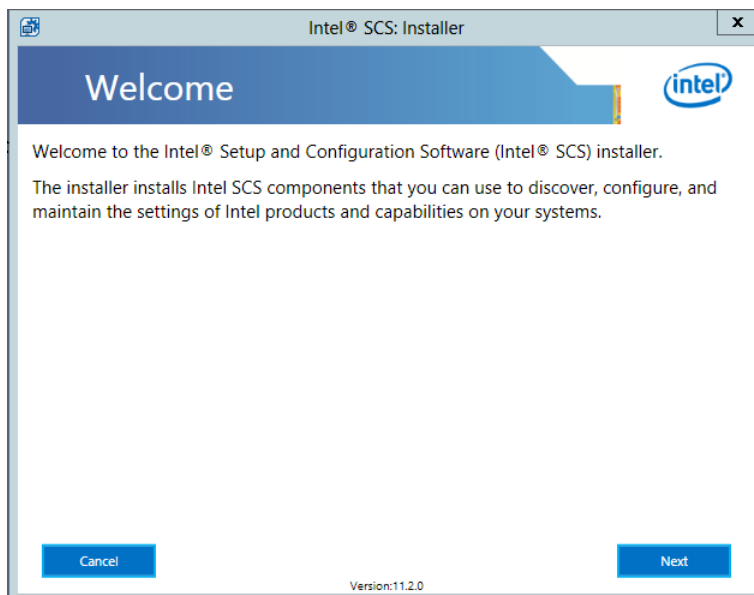 Intel® SCS: Installer
x
Welcome
intel
Welcome to the Intel® Setup and Configuration Software (Intel® SCS) installer.
The installer installs Intel SCS components that you can use to discover, configure, and
maintain the settings of Intel products and capabilities on your systems.
Cancel
Next
Version:11.2.0